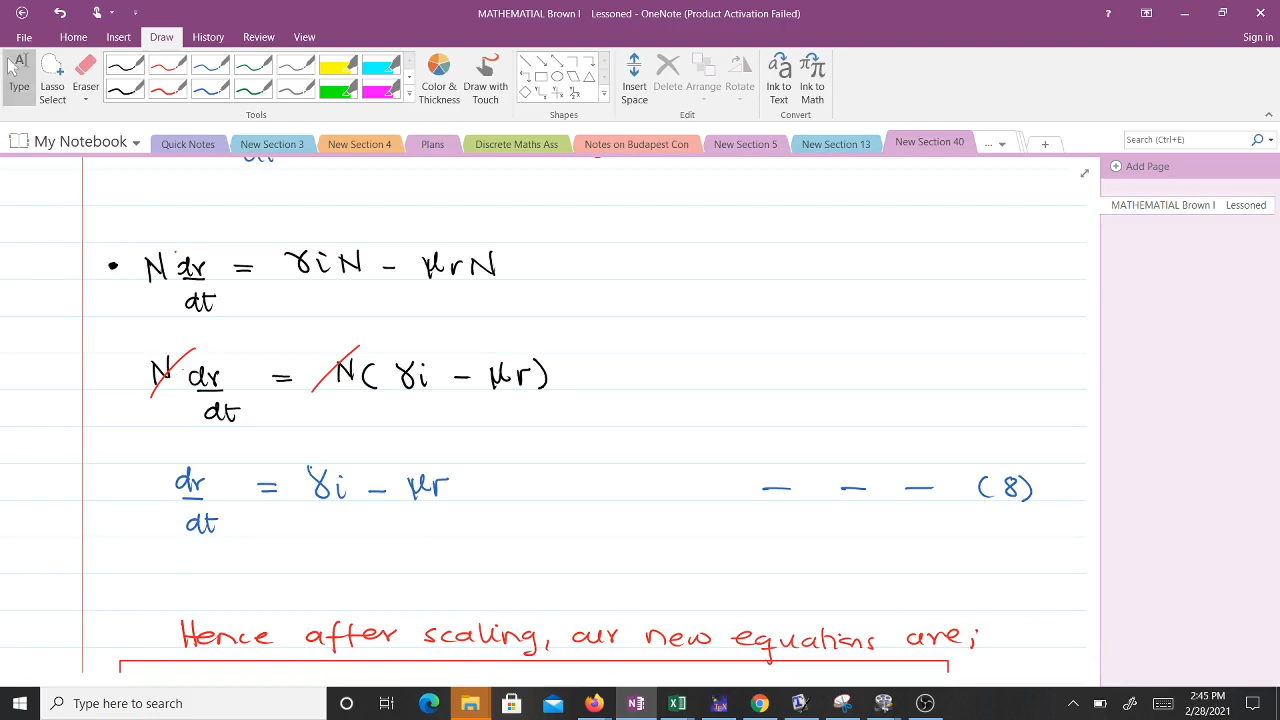 MATHEMATIAL Brown I Lessoned - OneNote (Product Activation Failed)
File Home Insert Draw History Review View Sign in
Type Lasso Select Eraser Color & Thickness Draw with Touch Insert Space Delete Arrange Rotate Ink to Text Ink to Math
Tools Shapes Edit Convert
My Notebook Quick Notes New Section 3 New Section 4 Plans Discrete Maths Ass Notes on Budapest Con New Section 5 New Section 13 New Section 40 ... Search (Ctrl+E)
Add Page
MATHEMATIAL Brown I Lessoned
dt
• N dr/dt = γiN - μrN
N dr/dt = N( γi - μr)
dr/dt = γi - μr — — — (8)
Hence after scaling, our new equations are;
Type here to search
2:45 PM
2/28/2021